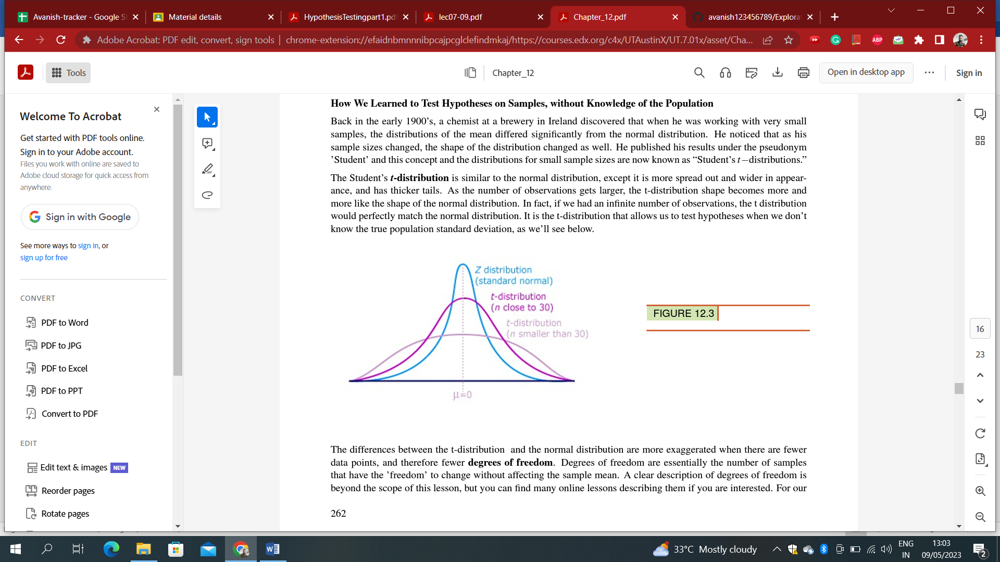 Avanish-tracker - Google S
Material details
HypothesisTestingpart1.pd
lec07-09.pdf
Chapter_12.pdf
avanish123456789/Explora
Adobe Acrobat: PDF edit, convert, sign tools | chrome-extension://efaidnbmnnnibpcajpcglclefindmkaj/https://courses.edx.org/c4x/UTAustinX/UT.7.01x/asset/Cha...
ABP
Tools
Chapter_12
Open in desktop app
Sign in
Welcome To Acrobat
Get started with PDF tools online.
Sign in to your Adobe account.
Files you work with online are saved to
Adobe cloud storage for quick access from
anywhere.
Sign in with Google
See more ways to sign in, or
sign up for free
CONVERT
PDF to Word
PDF to JPG
PDF to Excel
PDF to PPT
Convert to PDF
EDIT
Edit text & images NEW
Reorder pages
Rotate pages
How We Learned to Test Hypotheses on Samples, without Knowledge of the Population
Back in the early 1900's, a chemist at a brewery in Ireland discovered that when he was working with very small
samples, the distributions of the mean differed significantly from the normal distribution. He noticed that as his
sample sizes changed, the shape of the distribution changed as well. He published his results under the pseudonym
'Student' and this concept and the distributions for small sample sizes are now known as “Student's t−distributions.”
The Student's t-distribution is similar to the normal distribution, except it is more spread out and wider in appear-
ance, and has thicker tails. As the number of observations gets larger, the t-distribution shape becomes more and
more like the shape of the normal distribution. In fact, if we had an infinite number of observations, the t distribution
would perfectly match the normal distribution. It is the t-distribution that allows us to test hypotheses when we don't
know the true population standard deviation, as we'll see below.
Z distribution
(standard normal)
t-distribution
(n close to 30)
t-distribution
(n smaller than 30)
μ=0
FIGURE 12.3
The differences between the t-distribution and the normal distribution are more exaggerated when there are fewer
data points, and therefore fewer degrees of freedom. Degrees of freedom are essentially the number of samples
that have the 'freedom' to change without affecting the sample mean. A clear description of degrees of freedom is
beyond the scope of this lesson, but you can find many online lessons describing them if you are interested. For our
262
16
23
33°C Mostly cloudy
ENG
IN
13:03
09/05/2023
2